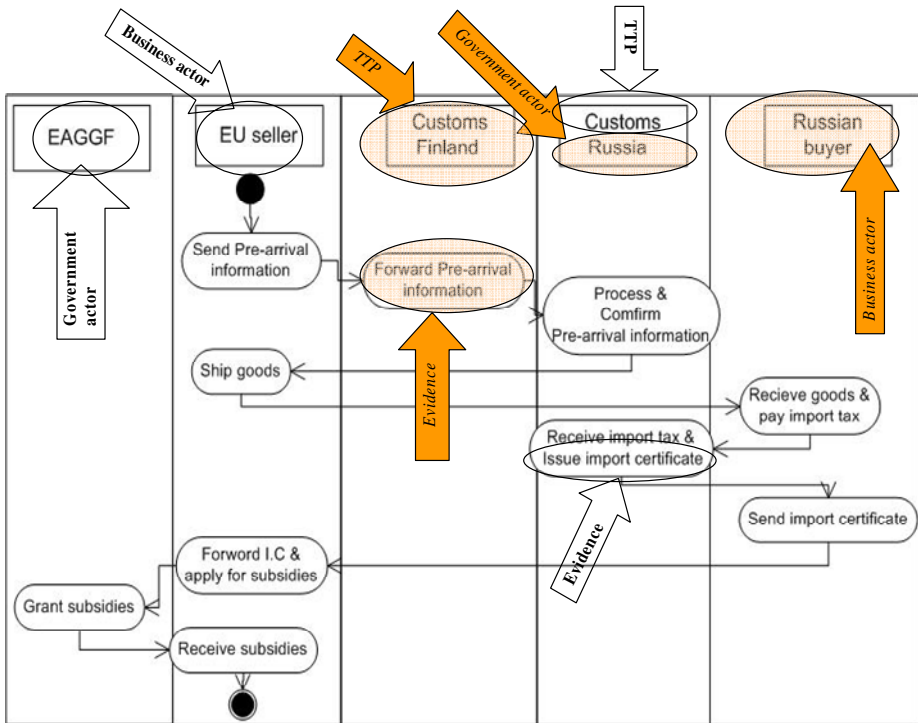 Business actor
TTP
Government actor
TTP
EAGGF
EU seller
Customs
Finland
Customs
Russia
Russian
buyer
Government
actor
Send Pre-arrival
information
Forward Pre-arrival
information
Process &
Comfirm
Pre-arrival information
Business actor
Ship goods
Evidence
Recieve goods &
pay import tax
Receive import tax &
Issue import certificate
Send import certificate
Evidence
Forword I.C &
apply for subsidies
Grant subsidies
Receive subsidies